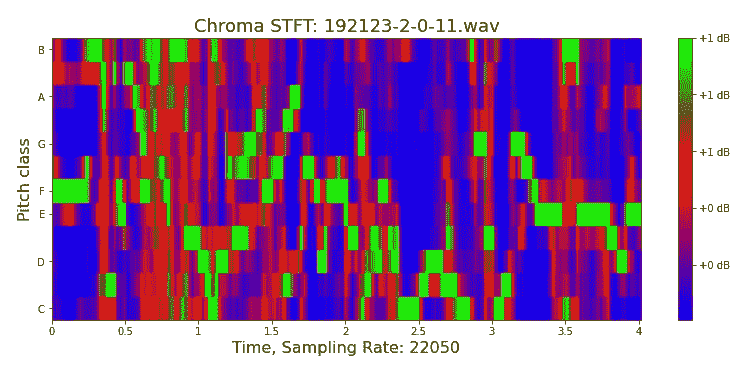 Chroma STFT: 192123-2-0-11.wav
B
A
G
F
E
D
C
Pitch class
0
0.5
1
1.5
2
2.5
3
3.5
4
Time, Sampling Rate: 22050
+1 dB
+1 dB
+1 dB
+0 dB
+0 dB